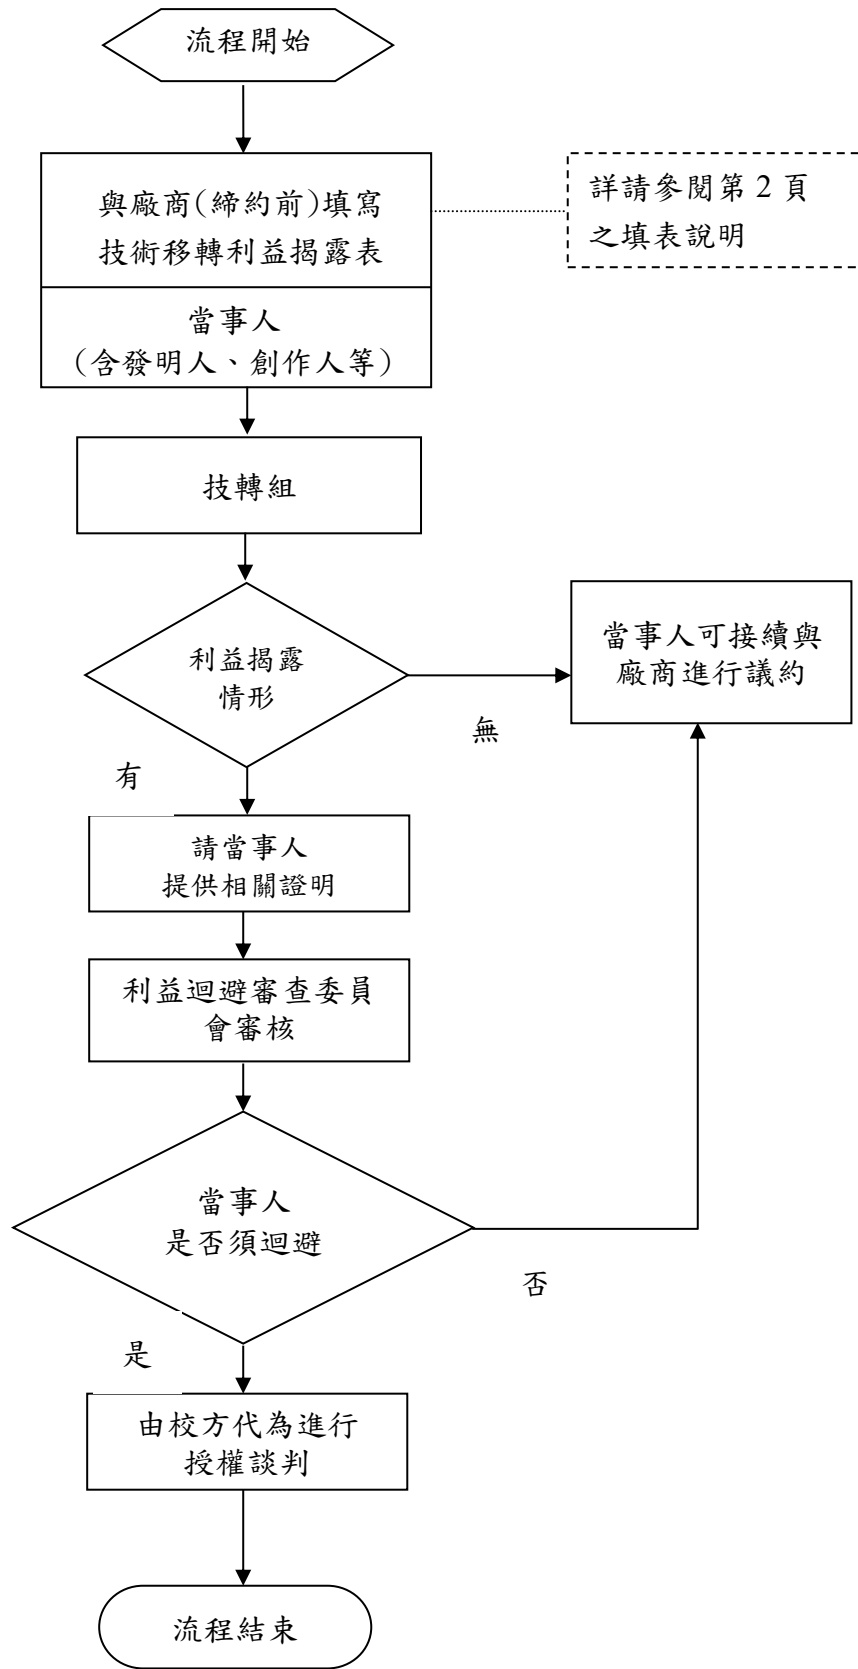 流程開始
與廠商(締約前)填寫
技術移轉利益揭露表
詳請參閱第 2 頁
之填表說明
當事人
(含發明人、創作人等)
技轉組
利益揭露
情形
當事人可接續與
廠商進行議約
無
有
請當事人
提供相關證明
利益迴避審查委員
會審核
當事人
是否須迴避
否
是
由校方代為進行
授權談判
流程結束